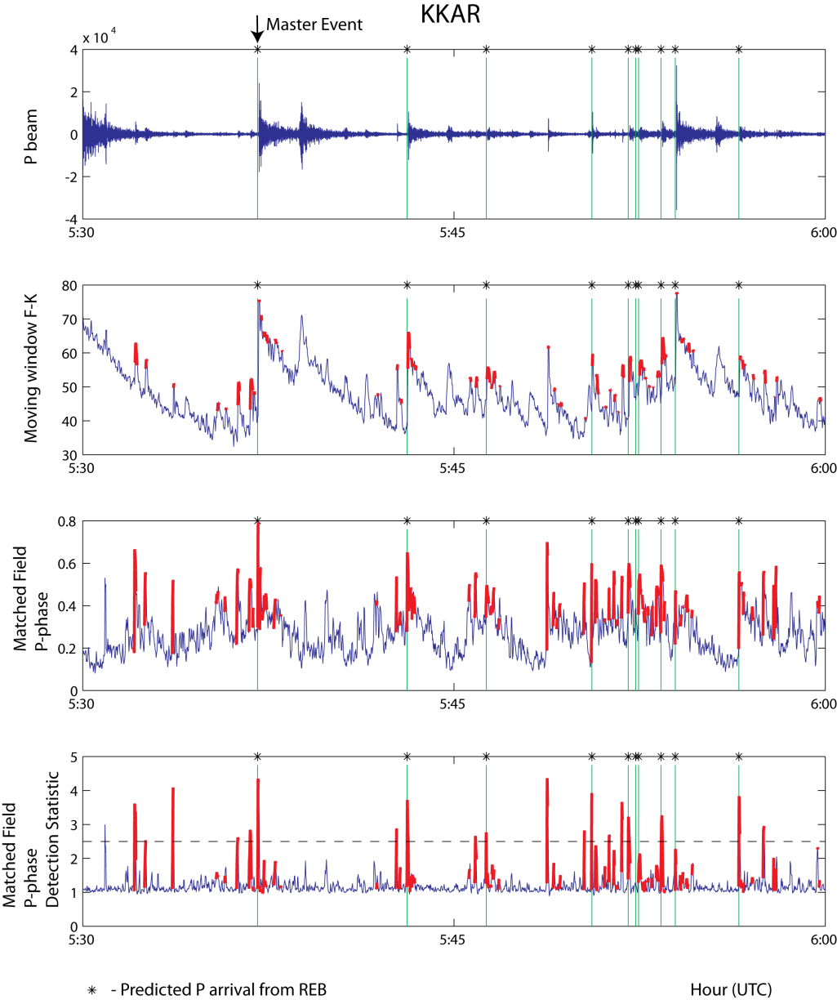 KKAR
Master Event
x 10 4
4
2
0
-2
-4
P beam
5:30
5:45
6:00
80
70
60
50
40
30
Moving window F-K
5:30
5:45
6:00
0.8
0.6
0.4
0.2
0
Matched Field
P-phase
5:30
5:45
6:00
5
4
3
2
1
0
Matched Field
P-phase
Detection Statistic
5:30
5:45
6:00
* - Predicted P arrival from REB
Hour (UTC)